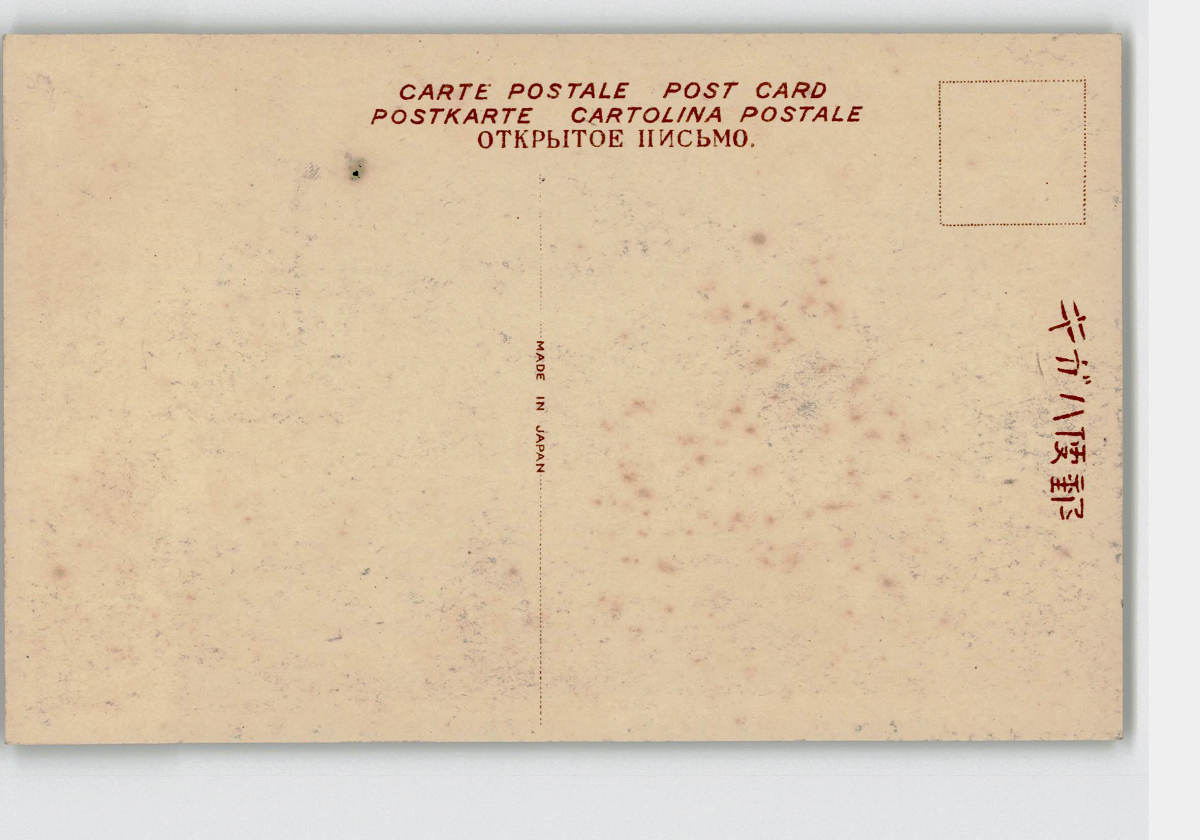 CARTE POSTALE POST CARD
POSTKARTE CARTOLINA POSTALE
ОТКРЫТОЕ ПИСЬМО.
MADE IN JAPAN
キガハ便郵